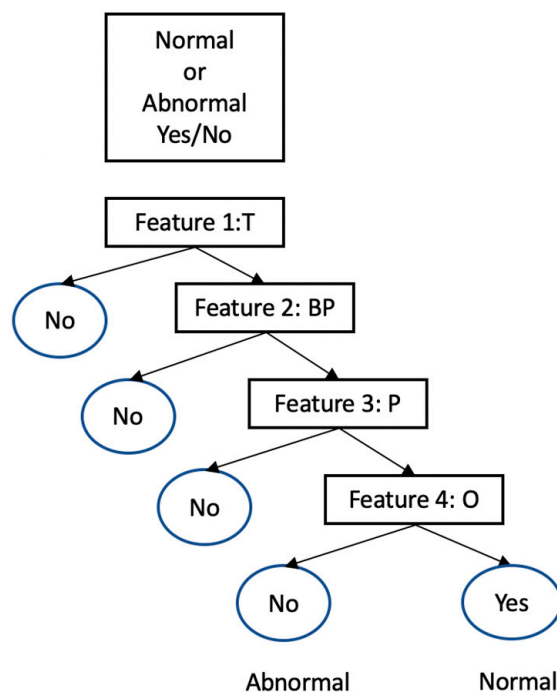 Normal
or
Abnormal
Yes/No
Feature 1:T
No
Feature 2: BP
No
Feature 3: P
No
Feature 4: O
No
Yes
Abnormal
Normal